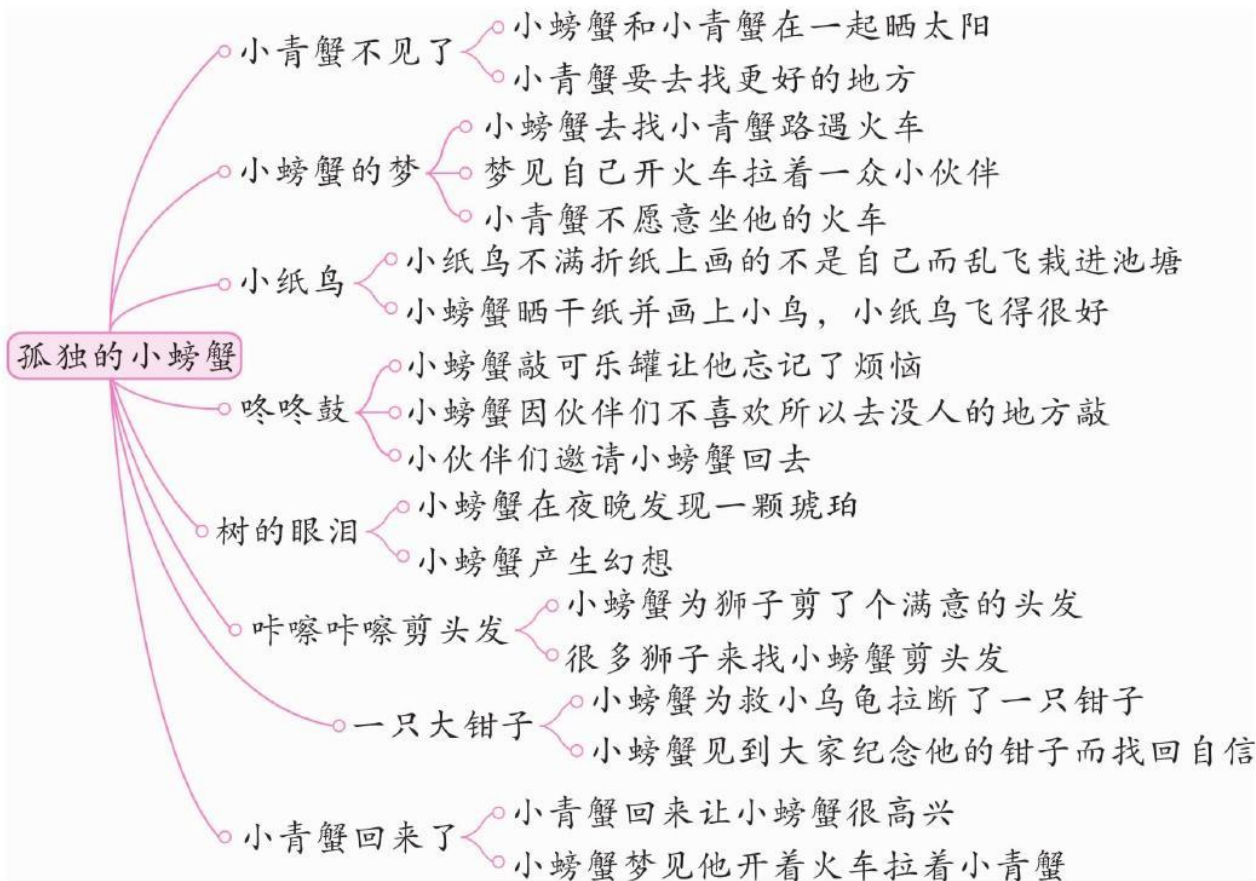 小青蟹不见了
小螃蟹和小青蟹在一起晒太阳
小青蟹要去找更好的地方
小螃蟹的梦
小螃蟹去找小青蟹路遇火车
梦见自己开火车拉着一众小伙伴
小青蟹不愿意坐他的火车
小纸鸟
小纸鸟不满折纸上画的不是自己而乱飞栽进池塘
小螃蟹晒干纸并画上小鸟，小纸鸟飞得很好
孤独的小螃蟹
咚咚鼓
小螃蟹敲可乐罐让他忘记了烦恼
小螃蟹因伙伴们不喜欢所以去没人的地方敲
小伙伴们邀请小螃蟹回去
树的眼泪
小螃蟹在夜晚发现一颗琥珀
小螃蟹产生幻想
咔嚓咔嚓剪头发
小螃蟹为狮子剪了个满意的头发
很多狮子来找小螃蟹剪头发
一只大钳子
小螃蟹为救小乌龟拉断了一只钳子
小螃蟹见到大家纪念他的钳子而找回自信
小青蟹回来了
小青蟹回来让小螃蟹很高兴
小螃蟹梦见他开着火车拉着小青蟹